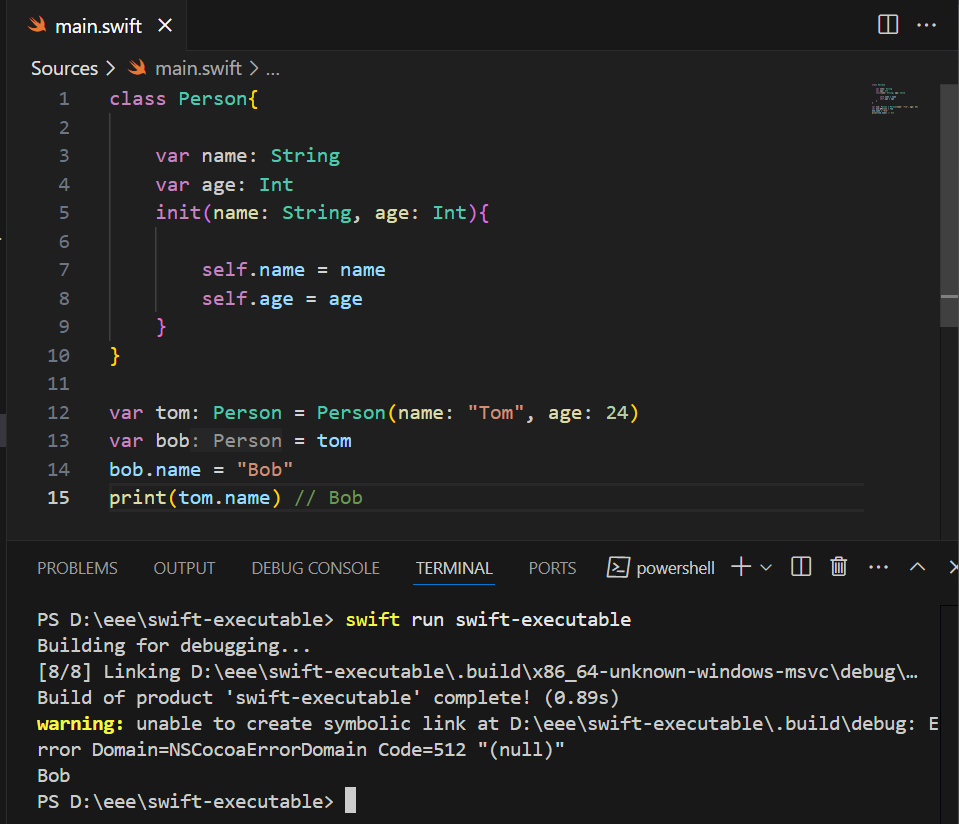 main.swift
Sources > main.swift > ...
1 class Person{
2
3 var name: String
4 var age: Int
5 init(name: String, age: Int){
6
7 self.name = name
8 self.age = age
9 }
10 }
11
12 var tom: Person = Person(name: "Tom", age: 24)
13 var bob: Person = tom
14 bob.name = "Bob"
15 print(tom.name) // Bob
PROBLEMS OUTPUT DEBUG CONSOLE TERMINAL PORTS powershell
PS D:\eee\swift-executable> swift run swift-executable
Building for debugging...
[8/8] Linking D:\eee\swift-executable\.build\x86_64-unknown-windows-msvc\debug\…
Build of product 'swift-executable' complete! (0.89s)
warning: unable to create symbolic link at D:\eee\swift-executable\.build\debug: E
rror Domain=NSCocoaErrorDomain Code=512 "(null)"
Bob
PS D:\eee\swift-executable>